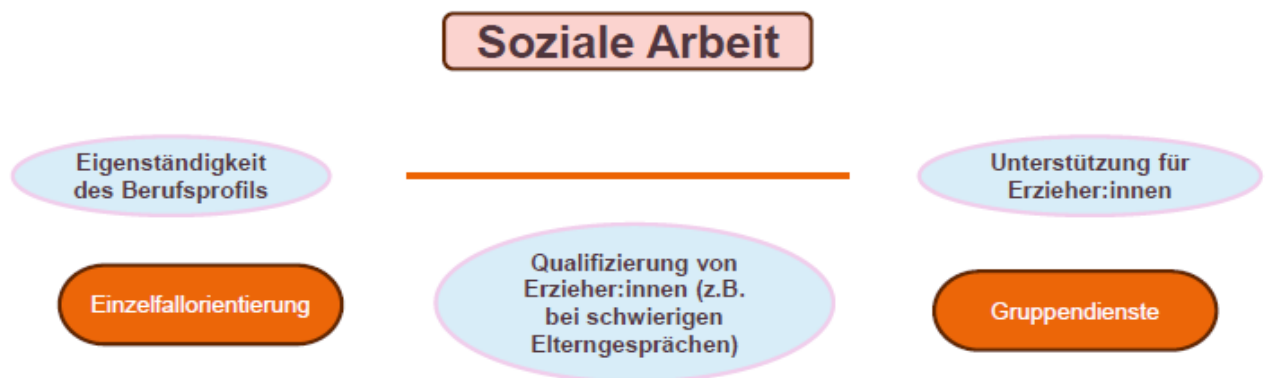 Soziale Arbeit
Eigenständigkeit
des Berufsprofils
Unterstützung für
Erzieher:innen
Qualifizierung von
Erzieher:innen (z.B.
bei schwierigen
Elterngesprächen)
Einzelfallorientierung
Gruppendienste